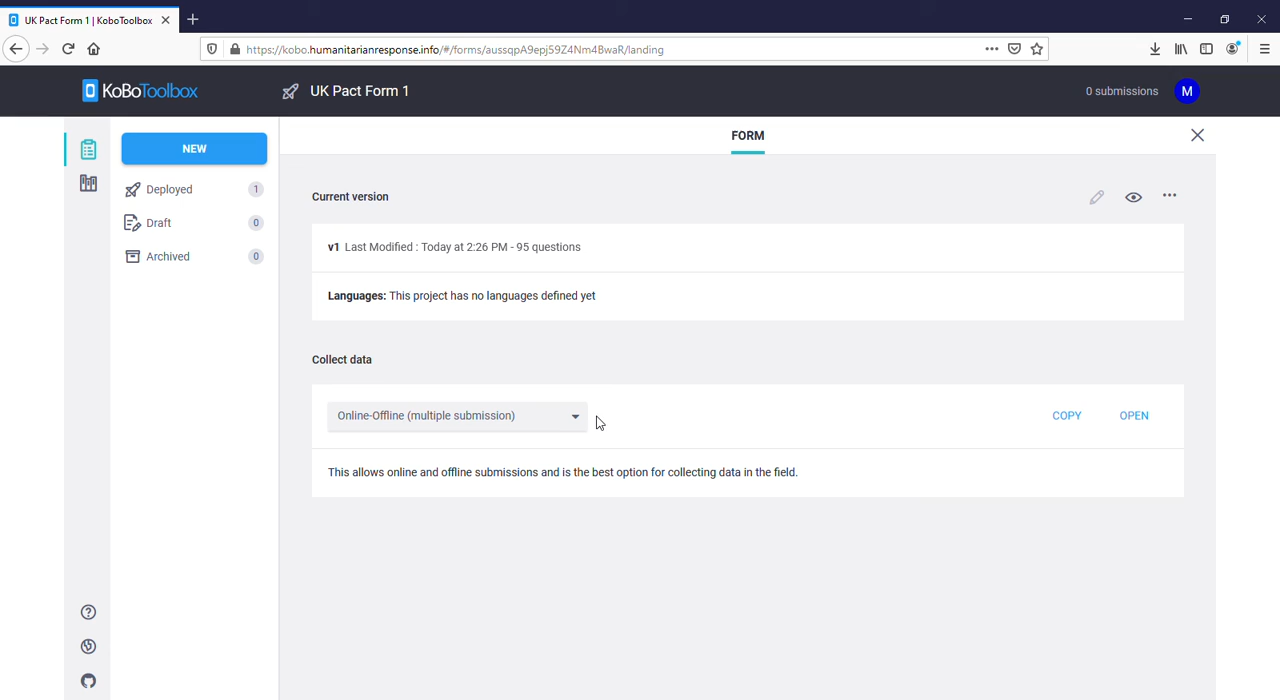 UK Pact Form 1 | KoboToolbox
https://kobo.humanitarianresponse.info/#/forms/aussqpA9epj59Z4Nm4BwaR/landing
KoBoToolbox
UK Pact Form 1
0 submissions
M
NEW
Deployed 1
Draft 0
Archived 0
FORM
Current version
v1 Last Modified : Today at 2:26 PM - 95 questions
Languages: This project has no languages defined yet
Collect data
Online-Offline (multiple submission)
COPY
OPEN
This allows online and offline submissions and is the best option for collecting data in the field.